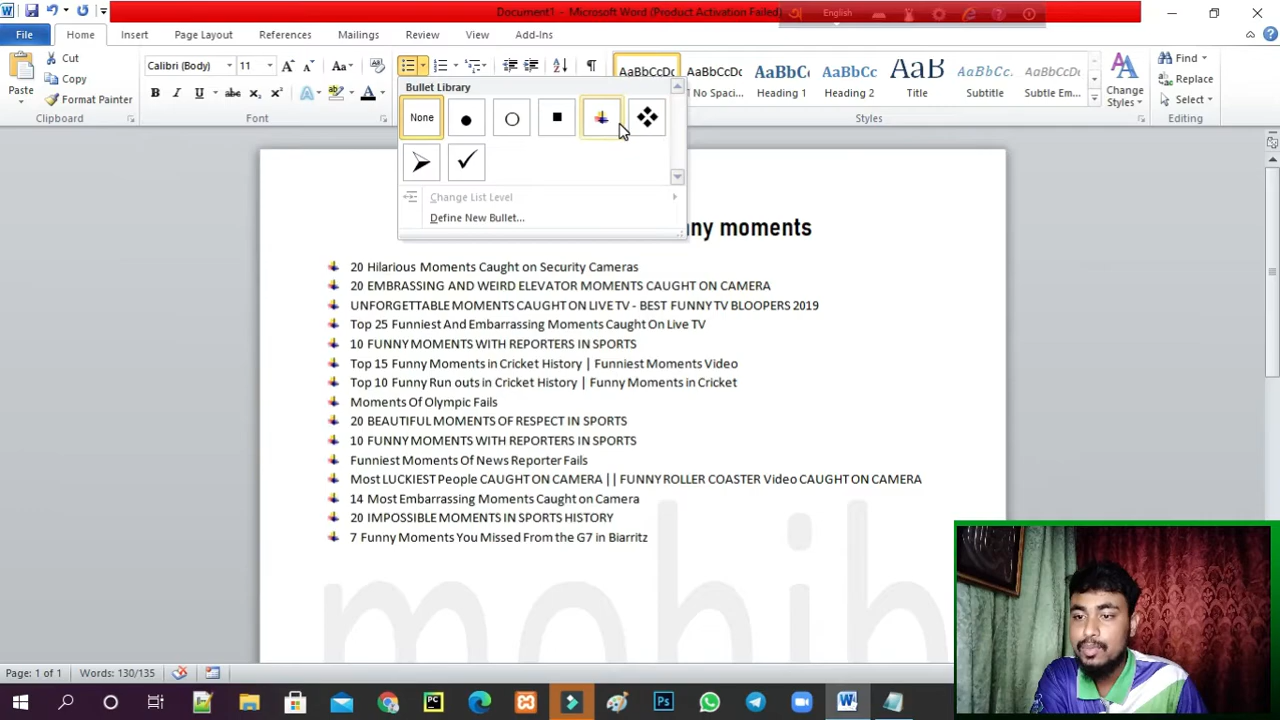 Document1 - Microsoft Word (Product Activation Failed)
English
File Home Insert Page Layout References Mailings Review View Add-Ins
Paste
Cut
Copy
Format Painter
Clipboard
Calibri (Body) 11
Font
Bullet Library
None
Change List Level
Define New Bullet...
AaBbCcDc AaBbCcDc AaBbC AaBbCc AaB AaBbCc. AaBbCcD
No Spac... Heading 1 Heading 2 Title Subtitle Subtle Em...
Change Styles
Styles
Find
Replace
Select
Editing
ny moments
20 Hilarious Moments Caught on Security Cameras
20 EMBRASSING AND WEIRD ELEVATOR MOMENTS CAUGHT ON CAMERA
UNFORGETTABLE MOMENTS CAUGHT ON LIVE TV - BEST FUNNY TV BLOOPERS 2019
Top 25 Funniest And Embarrassing Moments Caught On Live TV
10 FUNNY MOMENTS WITH REPORTERS IN SPORTS
Top 15 Funny Moments in Cricket History | Funniest Moments Video
Top 10 Funny Run outs in Cricket History | Funny Moments in Cricket
Moments Of Olympic Fails
20 BEAUTIFUL MOMENTS OF RESPECT IN SPORTS
10 FUNNY MOMENTS WITH REPORTERS IN SPORTS
Funniest Moments Of News Reporter Fails
Most LUCKIEST People CAUGHT ON CAMERA || FUNNY ROLLER COASTER Video CAUGHT ON CAMERA
14 Most Embarrassing Moments Caught on Camera
20 IMPOSSIBLE MOMENTS IN SPORTS HISTORY
7 Funny Moments You Missed From the G7 in Biarritz
mohib
Page: 1 of 1 Words: 130/135